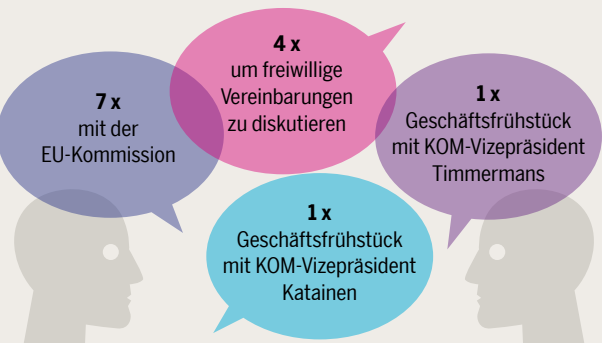 7 x
mit der
EU-Kommission
4 x
um freiwillige
Vereinbarungen
zu diskutieren
1 x
Geschäftsfrühstück
mit KOM-Vizepräsident
Timmermans
1 x
Geschäftsfrühstück
mit KOM-Vizepräsident
Katainen